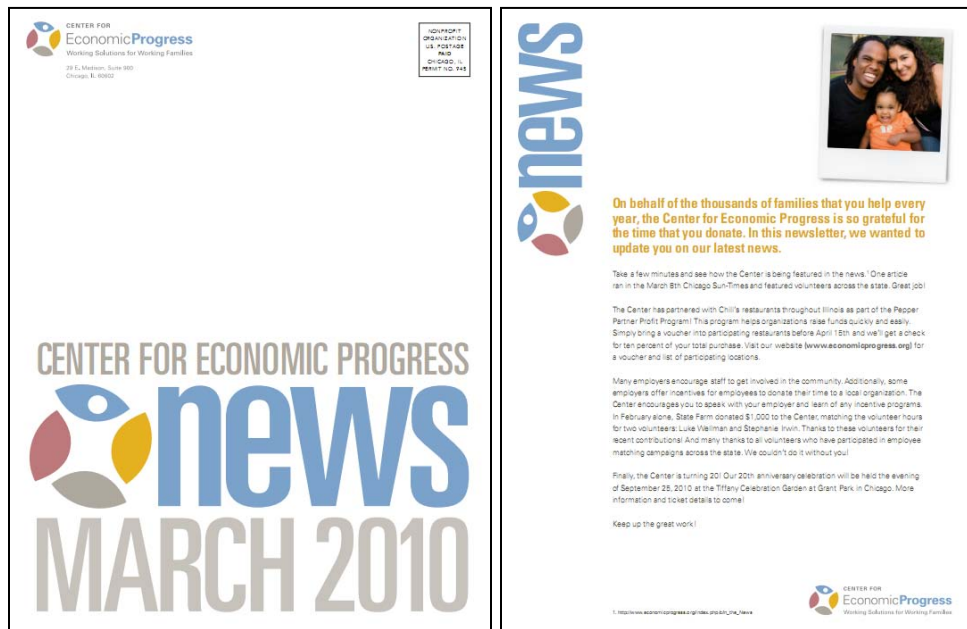 CENTER FOR
EconomicProgress
Working Solutions for Working Families
29 E. Madison, Suite 900
Chicago, IL 60602
NONPROFIT
ORGANIZATION
U.S. POSTAGE
PAID
CHICAGO, IL
PERMIT NO. 945
CENTER FOR ECONOMIC PROGRESS
news
MARCH 2010
news
On behalf of the thousands of families that you help every
year, the Center for Economic Progress is so grateful for
the time that you donate. In this newsletter, we wanted to
update you on our latest news.
Take a few minutes and see how the Center is being featured in the news.¹ One article
ran in the March 8th Chicago Sun-Times and featured volunteers across the state. Great job!
The Center has partnered with Chili's restaurants throughout Illinois as part of the Pepper
Partner Profit Program! This program helps organizations raise funds quickly and easily.
Simply bring a voucher into participating restaurants before April 15th and we'll get a check
for ten percent of your total purchase. Visit our website (www.economicprogress.org) for
a voucher and list of participating locations.
Many employers encourage staff to get involved in the community. Additionally, some
employers offer incentives for employees to donate their time to a local organization. The
Center encourages you to speak with your employer and learn of any incentive programs.
In February alone, State Farm donated $1,000 to the Center, matching the volunteer hours
for two volunteers: Luke Wellman and Stephanie Irwin. Thanks to these volunteers for their
recent contributions! And many thanks to all volunteers who have participated in employee
matching campaigns across the state. We couldn't do it without you!
Finally, the Center is turning 20! Our 20th anniversary celebration will be held the evening
of September 25, 2010 at the Tiffany Celebration Garden at Grant Park in Chicago. More
information and ticket details to come!
Keep up the great work!
CENTER FOR
EconomicProgress
Working Solutions for Working Families